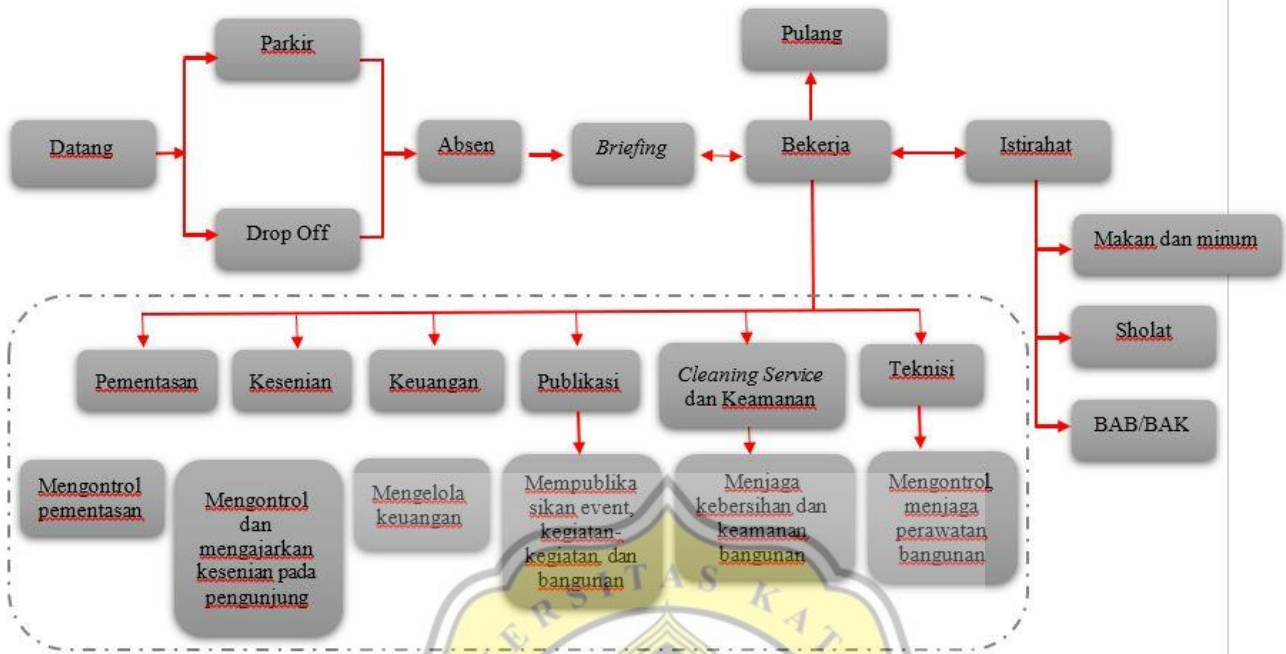 Parkir
Pulang
Datang
Absen
Briefing
Bekerja
Istirahat
Drop Off
Makan dan minum
Sholat
BAB/BAK
Pementasan
Kesenian
Keuangan
Publikasi
Cleaning Service
dan Keamanan
Teknisi
Mengontrol
pementasan
Mengontrol
dan
mengajarkan
kesenian pada
pengunjung
Mengelola
keuangan
Mempublika
sikan event,
kegiatan-
kegiatan, dan
bangunan
Menjaga
kebersihan dan
keamanan,
bangunan
Mengontrol,
menjaga
perawatan
bangunan
ERSITAS KAT